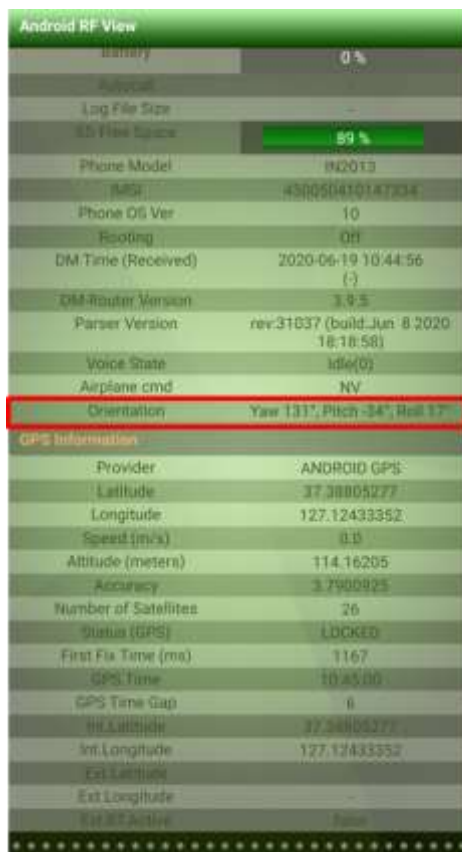 Android RF View
Battery 0 %
Autocall -
Log File Size -
SD Free Space 89 %
Phone Model IN2013
IMSI
Phone OS Ver 10
Rooting Off
DM Time (Received) 2020-06-19 10:44:56
(-)
DM-Router Version 3.9.5
Parser Version rev:31037 (build:Jun 8 2020
18:18:58)
Voice State Idle(0)
Airplane cmd NV
Orientation Yaw 131°, Pitch -34°, Roll 17°
GPS Information
Provider ANDROID GPS
Latitude 37.38805277
Longitude 127.12433352
Speed (m/s) 0.0
Altitude (meters) 114.16205
Accuracy 3.7900925
Number of Satellites 26
Status (GPS) LOCKED
First Fix Time (ms) 1167
GPS Time 10:45:00
GPS Time Gap 6
Int.Latitude 37.38805277
Int.Longitude 127.12433352
Ext.Latitude
Ext.Longitude -